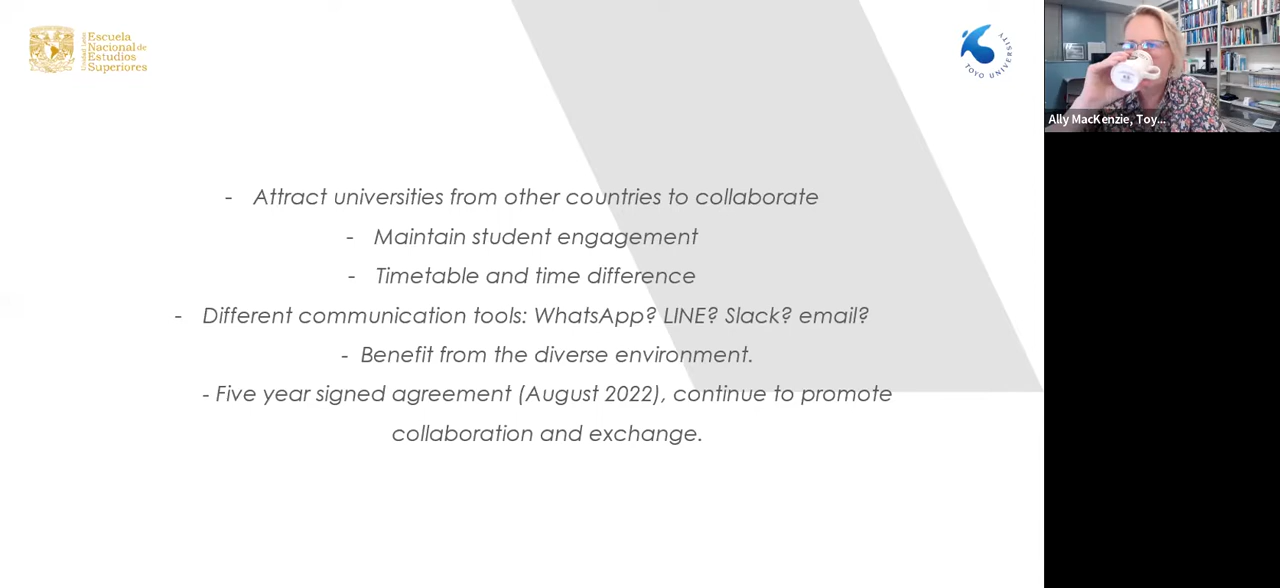 Escuela
Nacional de
Estudios
Superiores
TOYO UNIVERSITY
- Attract universities from other countries to collaborate
- Maintain student engagement
- Timetable and time difference
- Different communication tools: WhatsApp? LINE? Slack? email?
- Benefit from the diverse environment.
- Five year signed agreement (August 2022), continue to promote
collaboration and exchange.
Ally MacKenzie, Toy...